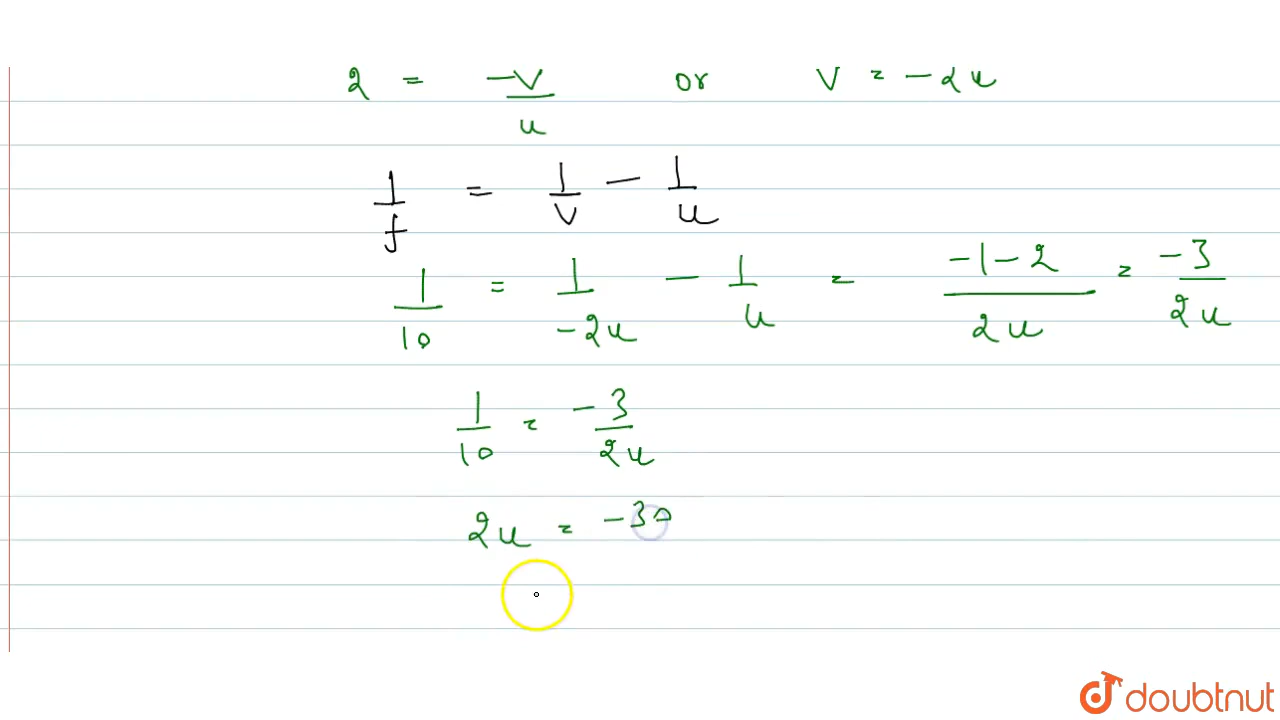 2 = -V/u or V = -2u
1/f = 1/v - 1/u
1/10 = 1/-2u - 1/u = -1-2/2u = -3/2u
1/10 = -3/2u
2u = -30
doubtnut